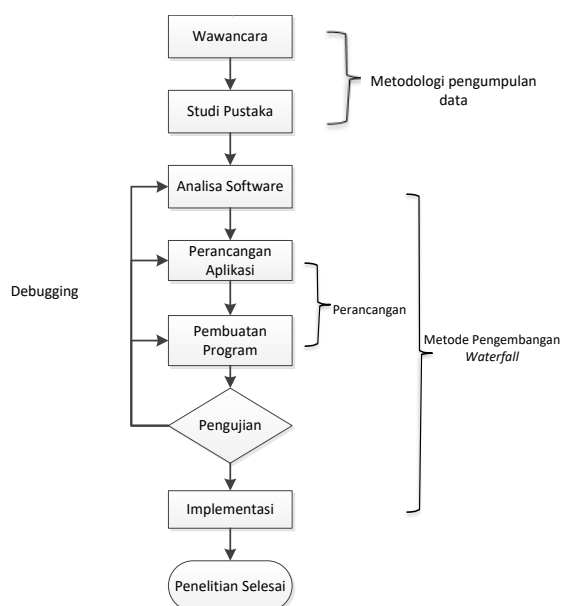 Wawancara
Metodologi pengumpulan
data
Studi Pustaka
Analisa Software
Perancangan
Aplikasi
Debugging
Perancangan
Pembuatan
Program
Metode Pengembangan
Waterfall
Pengujian
Implementasi
Penelitian Selesai